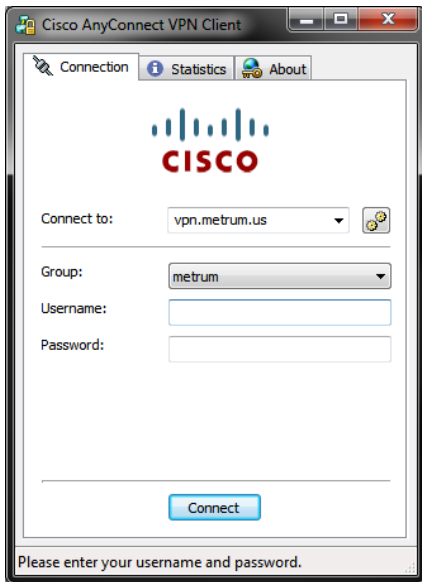 Cisco AnyConnect VPN Client
Connection Statistics About
CISCO
Connect to: vpn.metrum.us
Group: metrum
Username:
Password:
Connect
Please enter your username and password.